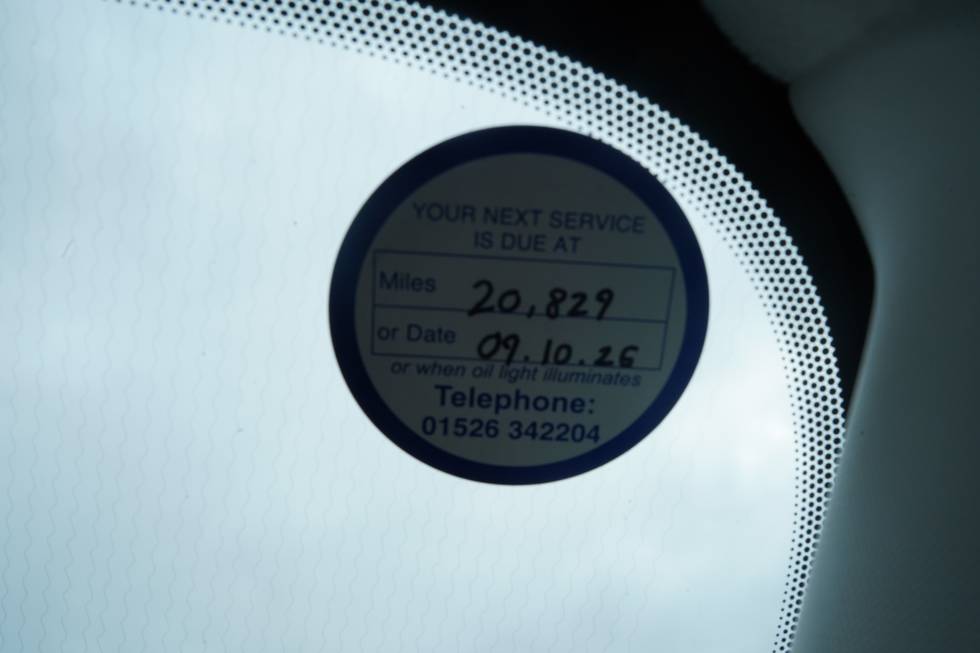 YOUR NEXT SERVICE
IS DUE AT
Miles 20,829
or Date 09.10.26
or when oil light illuminates
Telephone:
01526 342204